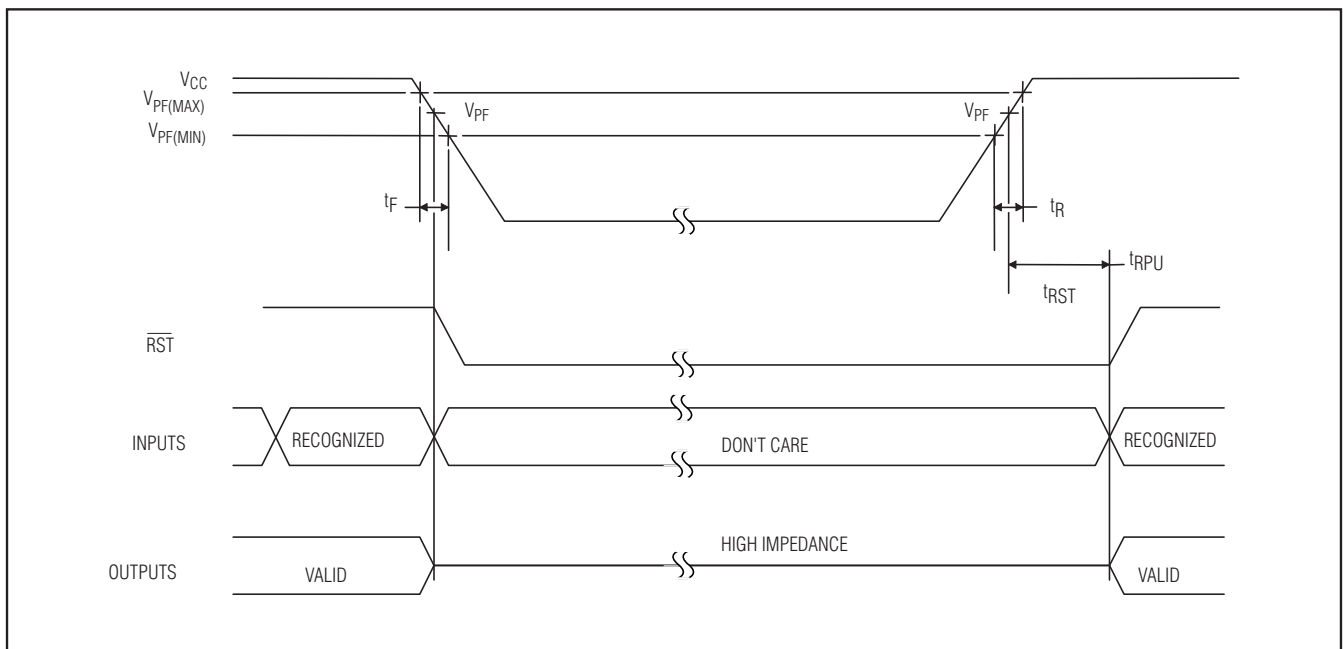 VCC
VPF(MAX)
VPF
VPF
VPF(MIN)
tF
tR
tRPU
tRST
RST
INPUTS
RECOGNIZED
DON'T CARE
RECOGNIZED
HIGH IMPEDANCE
OUTPUTS
VALID
VALID